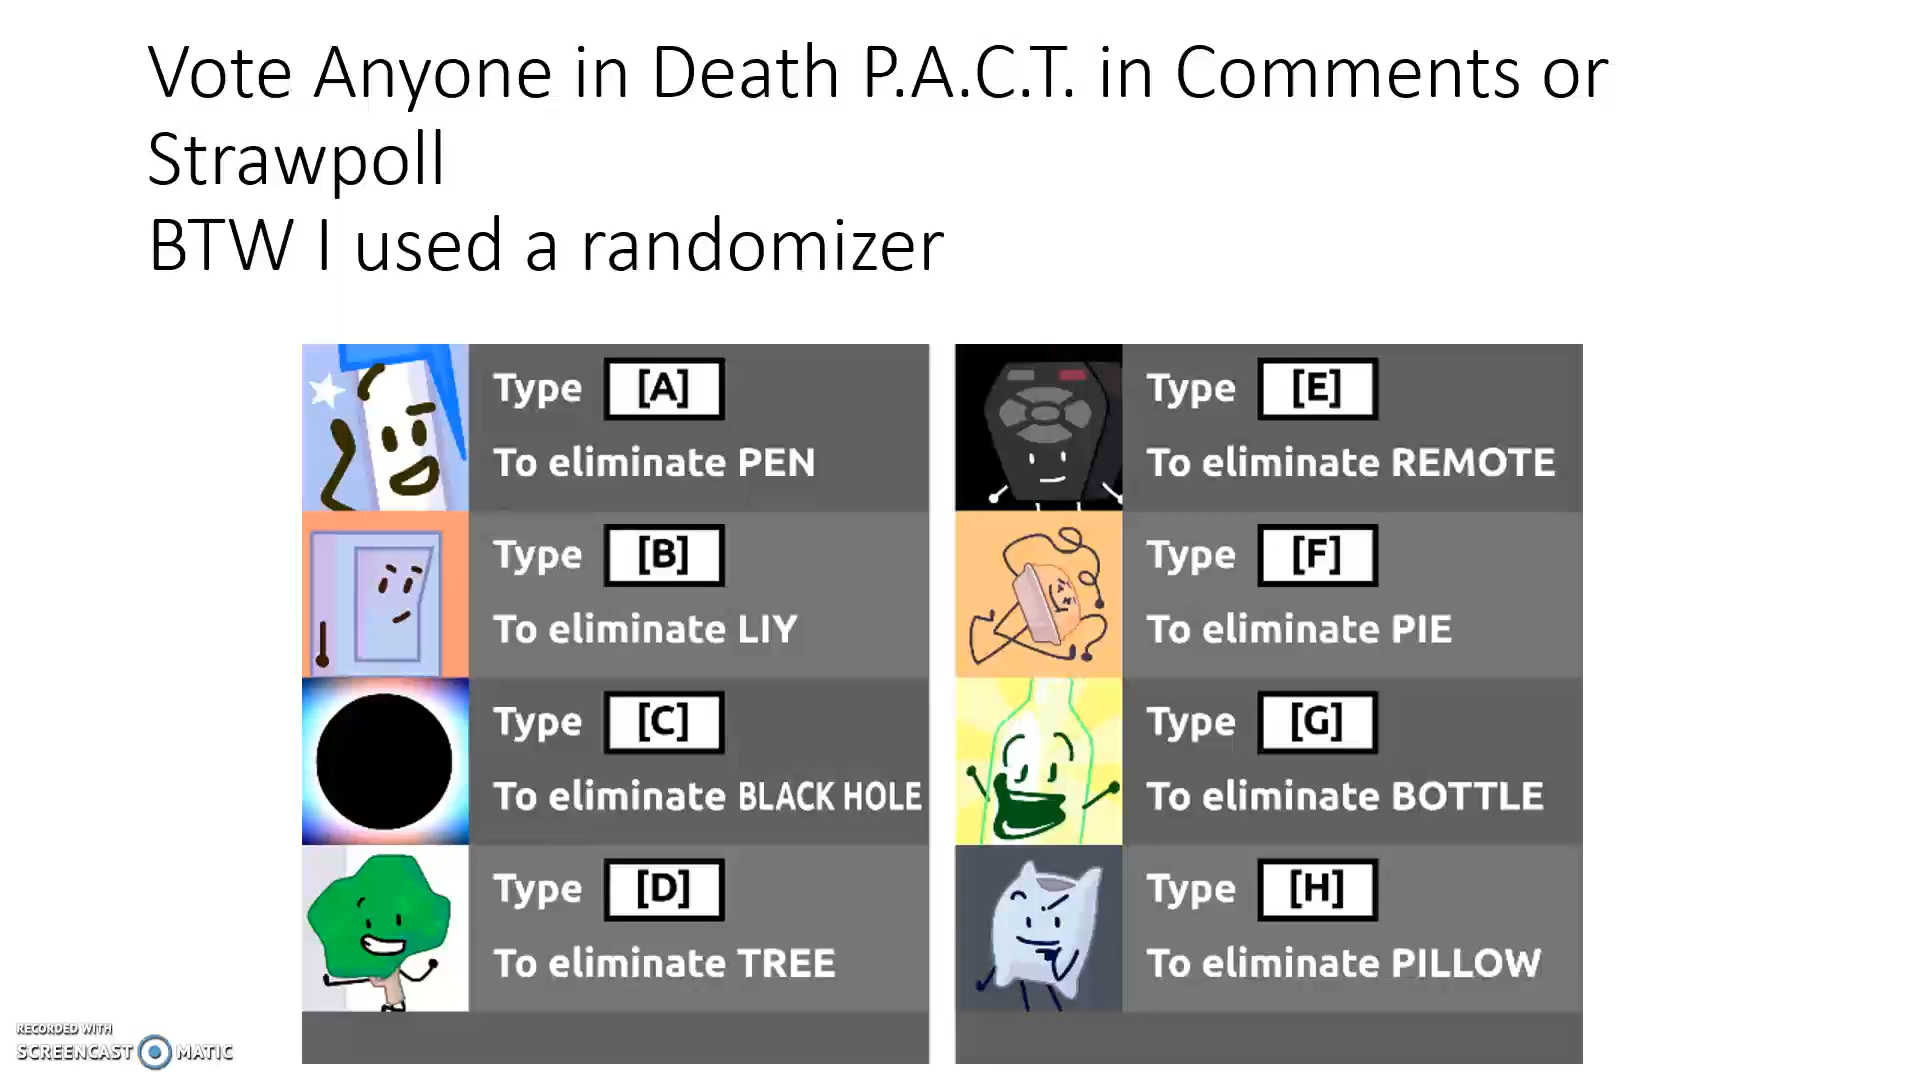 Vote Anyone in Death P.A.C.T. in Comments or
Strawpoll
BTW I used a randomizer
Type [A]
To eliminate PEN
Type [B]
To eliminate LIY
Type [C]
To eliminate BLACK HOLE
Type [D]
To eliminate TREE
Type [E]
To eliminate REMOTE
Type [F]
To eliminate PIE
Type [G]
To eliminate BOTTLE
Type [H]
To eliminate PILLOW
RECORDED WITH
SCREENCAST MATIC